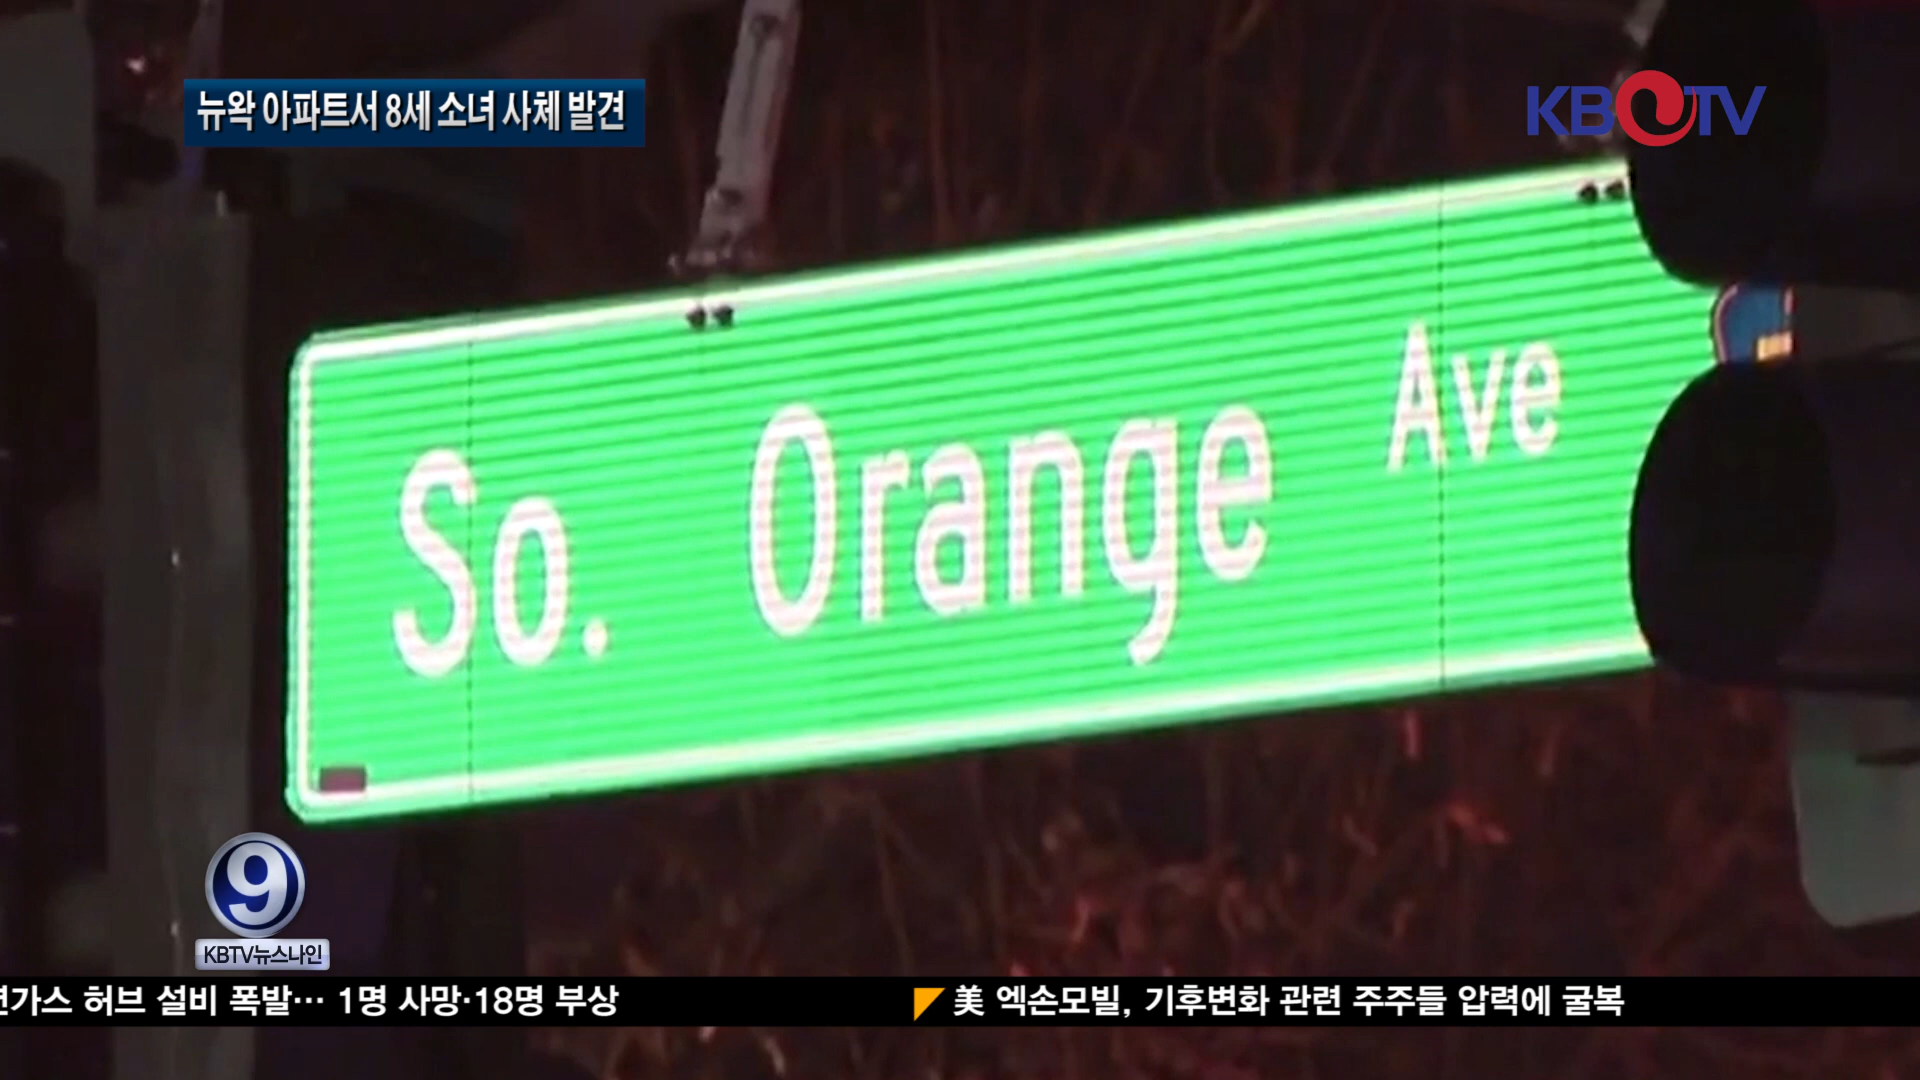 뉴왁 아파트서 8세 소녀 사체 발견
KBTV
So. Orange Ave
9
KBTV뉴스나인
가스 허브 설비 폭발··· 1명 사망·18명 부상
美 엑손모빌, 기후변화 관련 주주들 압력에 굴복